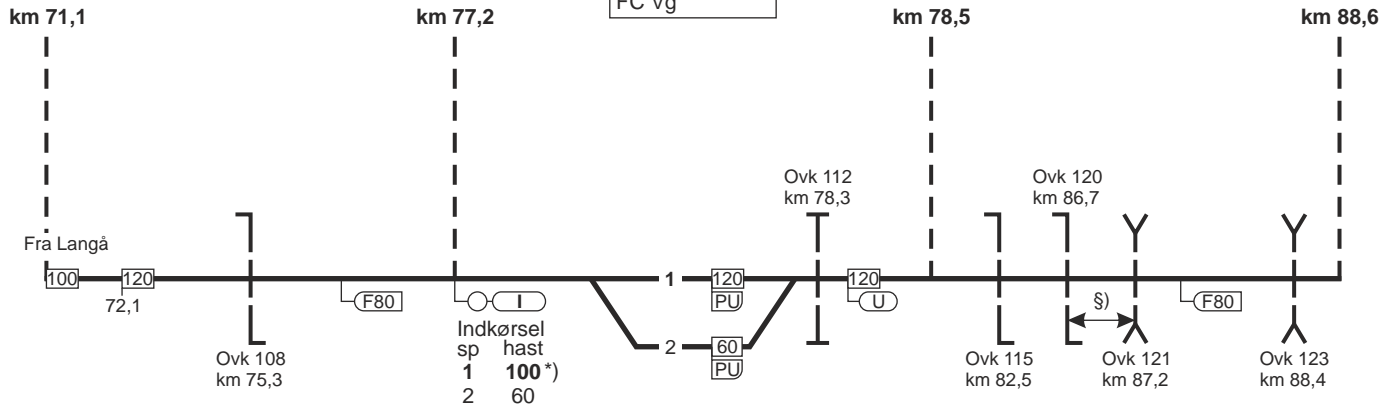 FC Vg
km 71,1
km 77,2
km 78,5
km 88,6
Ovk 112
km 78,3
Ovk 120
km 86,7
Fra Langå
100
120
72,1
F80
I
1
120
PU
120
U
§)
F80
Indkørsel
sp hast
1 100 *)
2 60
2
60
PU
Ovk 108
km 75,3
Ovk 115
km 82,5
Ovk 121
km 87,2
Ovk 123
km 88,4